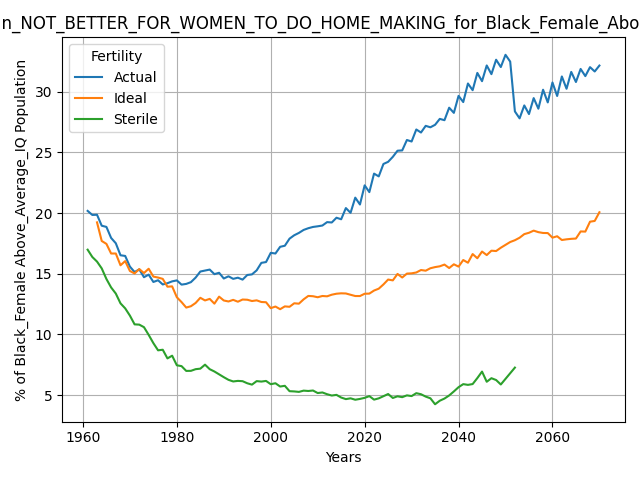 n_NOT_BETTER_FOR_WOMEN_TO_DO_HOME_MAKING_for_Black_Female_Abo
Fertility
Actual
Ideal
Sterile
% of Black_Female Above_Average_IQ Population
30
25
20
15
10
5
1960 1980 2000 2020 2040 2060
Years